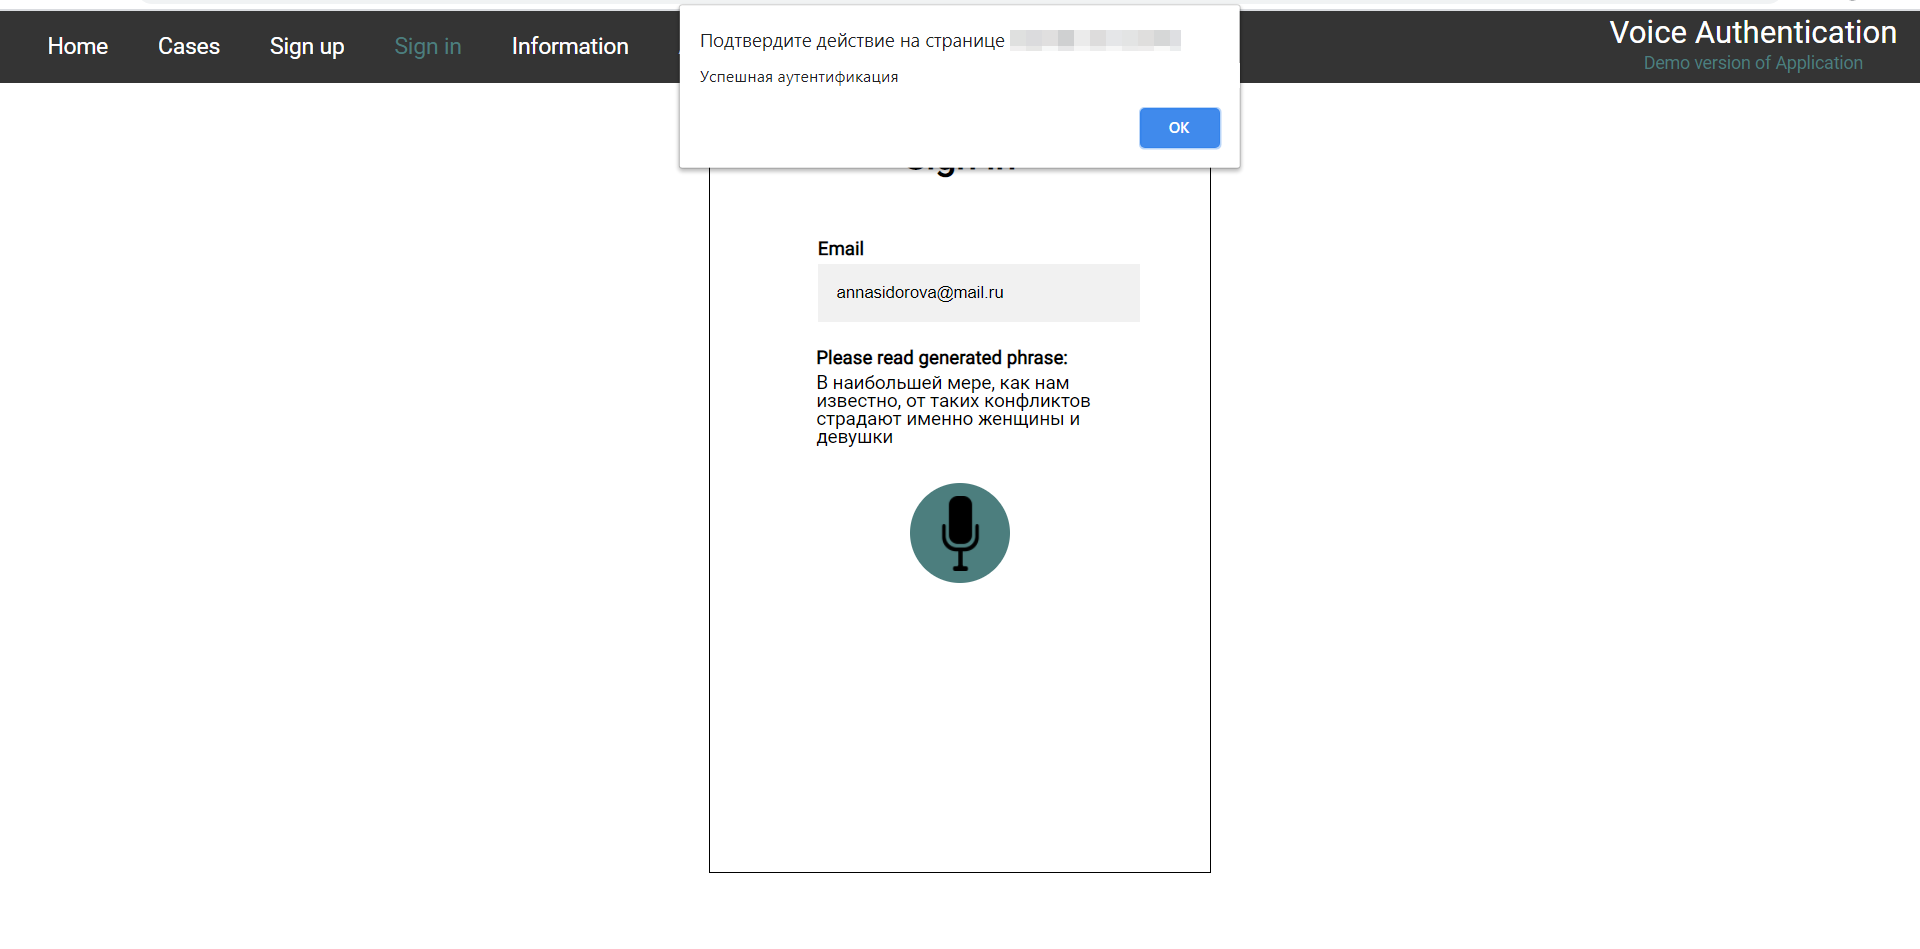 Home Cases Sign up Sign in Information
Voice Authentication
Demo version of Application
Подтвердите действие на странице
Успешная аутентификация
OK
Sign in
Email
annasidorova@mail.ru
Please read generated phrase:
В наибольшей мере, как нам
известно, от таких конфликтов
страдают именно женщины и
девушки